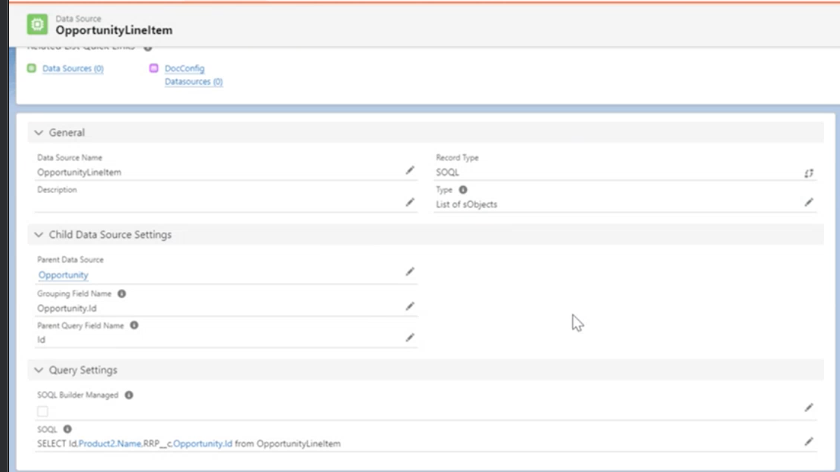 Data Source
OpportunityLineItem
Related List Quick Links
Data Sources (0)
DocConfig
Datasources (0)
General
Data Source Name
OpportunityLineItem
Record Type
SOQL
Description
Type
List of sObjects
Child Data Source Settings
Parent Data Source
Opportunity
Grouping Field Name
Opportunity.Id
Parent Query Field Name
Id
Query Settings
SOQL Builder Managed
SOQL
SELECT Id,Product2.Name,RRP__c,Opportunity.Id from OpportunityLineItem